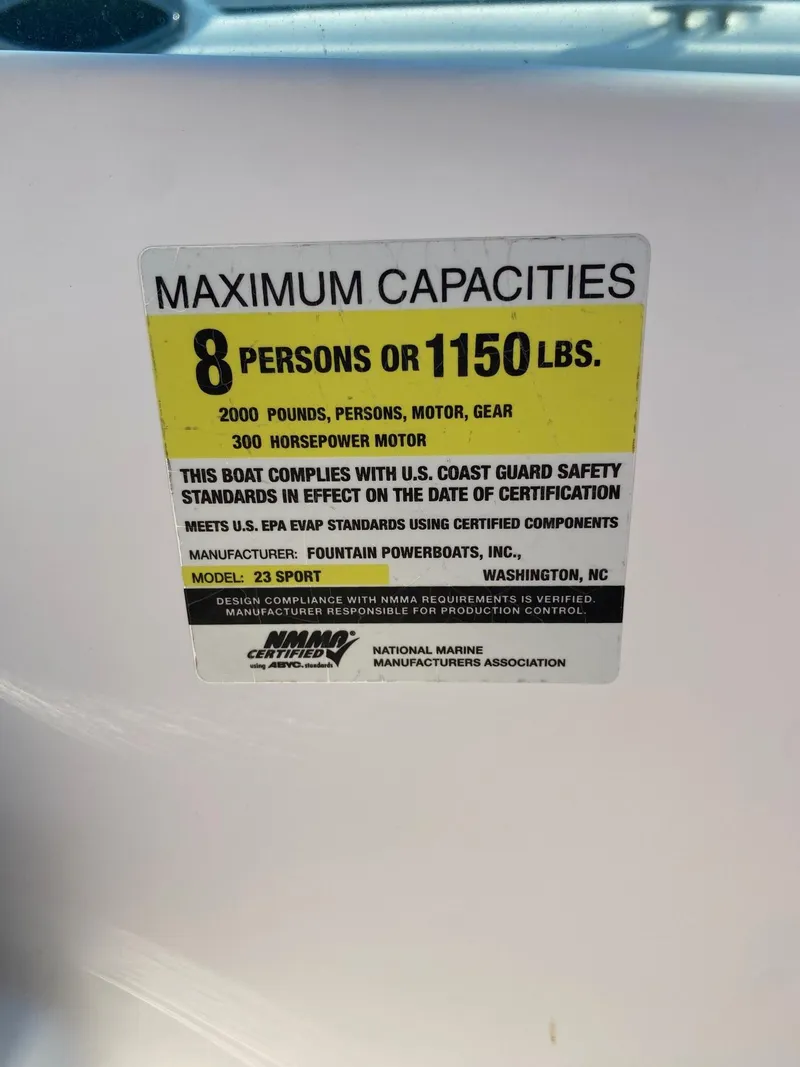 MAXIMUM CAPACITIES
8 PERSONS OR 1150 LBS.
2000 POUNDS, PERSONS, MOTOR, GEAR
300 HORSEPOWER MOTOR
THIS BOAT COMPLIES WITH U.S. COAST GUARD SAFETY
STANDARDS IN EFFECT ON THE DATE OF CERTIFICATION
MEETS U.S. EPA EVAP STANDARDS USING CERTIFIED COMPONENTS
MANUFACTURER: FOUNTAIN POWERBOATS, INC.,
MODEL: 23 SPORT WASHINGTON, NC
DESIGN COMPLIANCE WITH NMMA REQUIREMENTS IS VERIFIED.
MANUFACTURER RESPONSIBLE FOR PRODUCTION CONTROL.
NMMA®
CERTIFIED
using ABYC. standards
NATIONAL MARINE
MANUFACTURERS ASSOCIATION